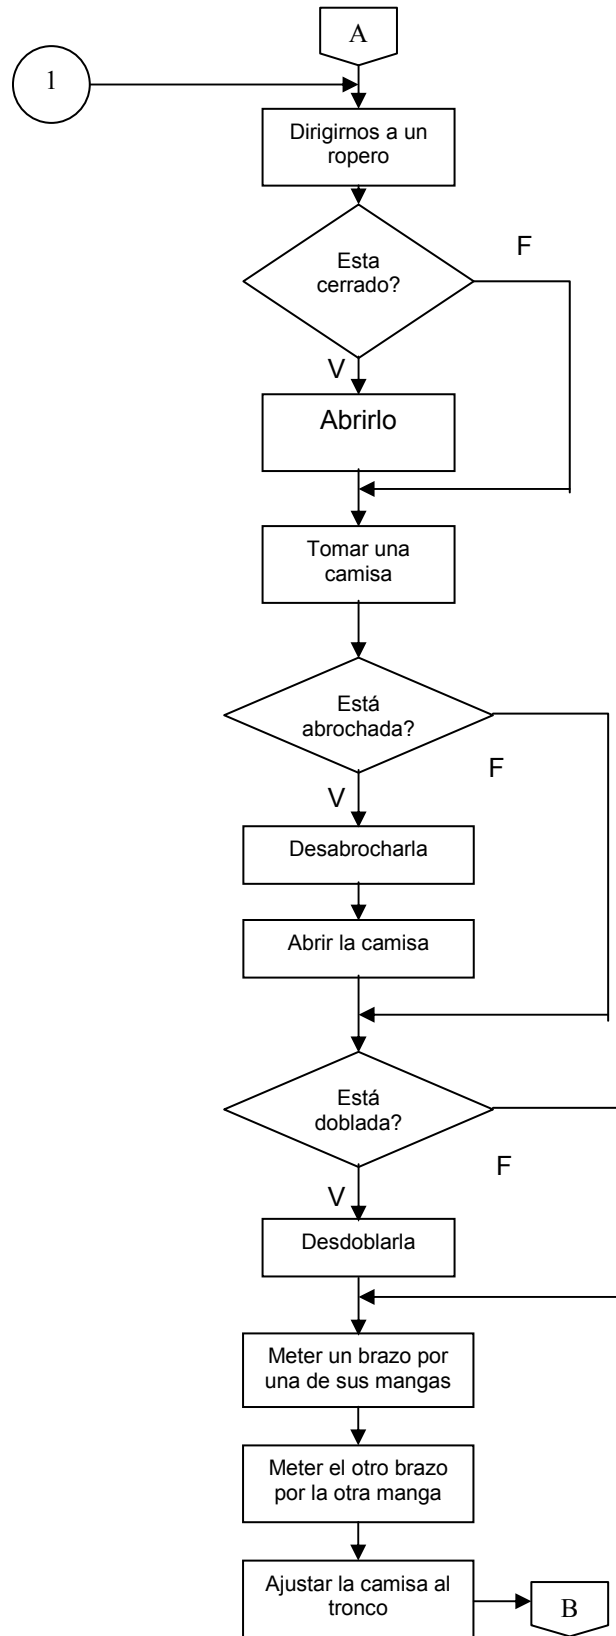 A
1
Dirigirnos a un
ropero
Esta
cerrado?
F
V
Abrirlo
Tomar una
camisa
Está
abrochada?
F
V
Desabrocharla
Abrir la camisa
Está
doblada?
F
V
Desdoblarla
Meter un brazo por
una de sus mangas
Meter el otro brazo
por la otra manga
Ajustar la camisa al
tronco
B